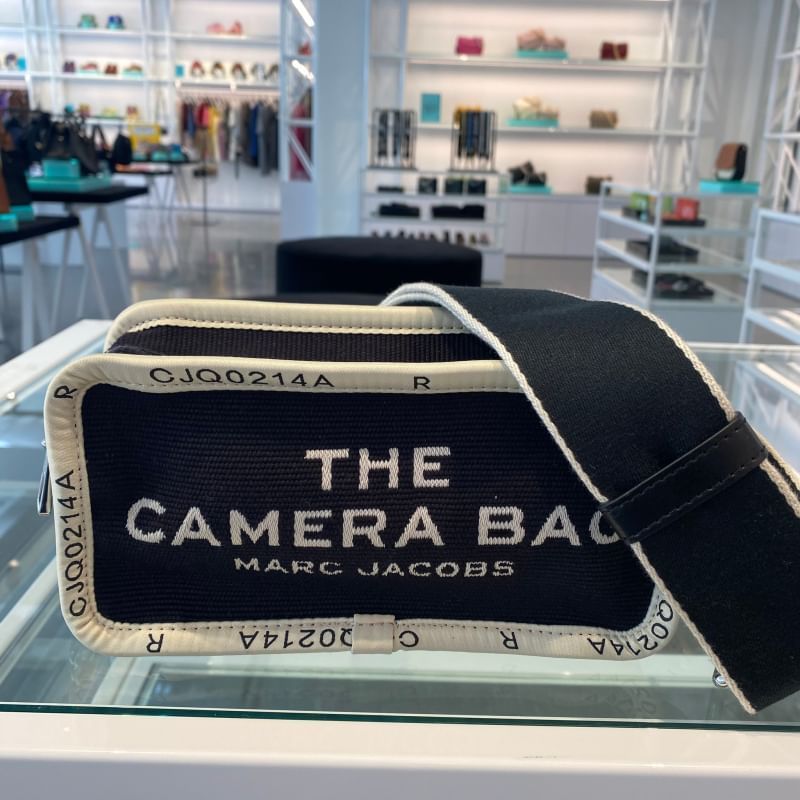 CJQ0214A R
R
CJQ0214A
THE
CAMERA BAG
MARC JACOBS
R CJQ0214A R